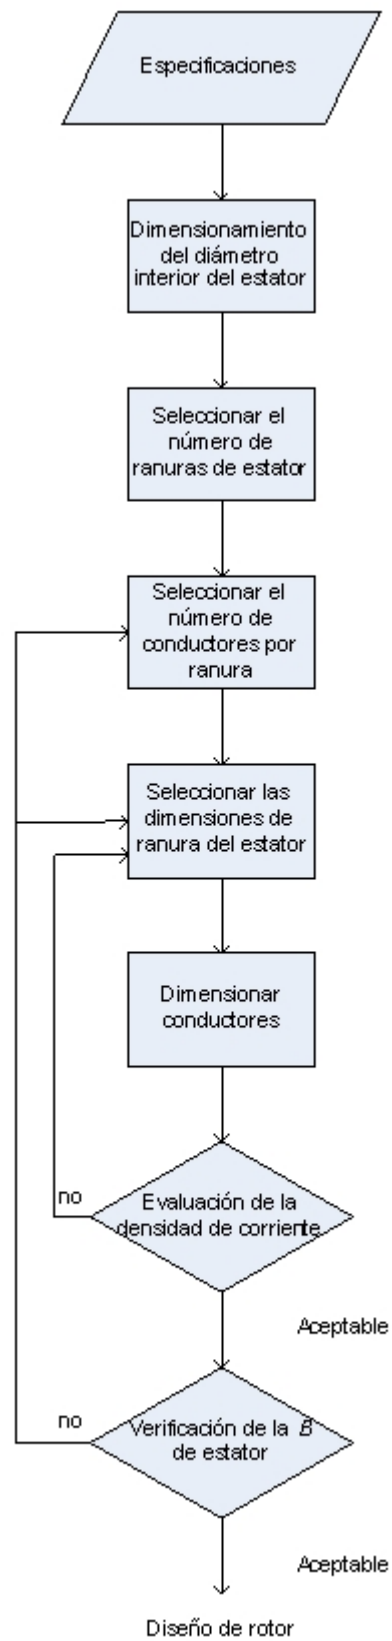 Especificaciones
Dimensionamiento
del diámetro
interior del estator
Seleccionar el
número de
ranuras de estator
Seleccionar el
número de
conductores por
ranura
Seleccionar las
dimensiones de
ranura del estator
Dimensionar
conductores
no
Evaluación de la
densidad de corriente
Aceptable
no
Verificación de la B
de estator
Aceptable
Diseño de rotor